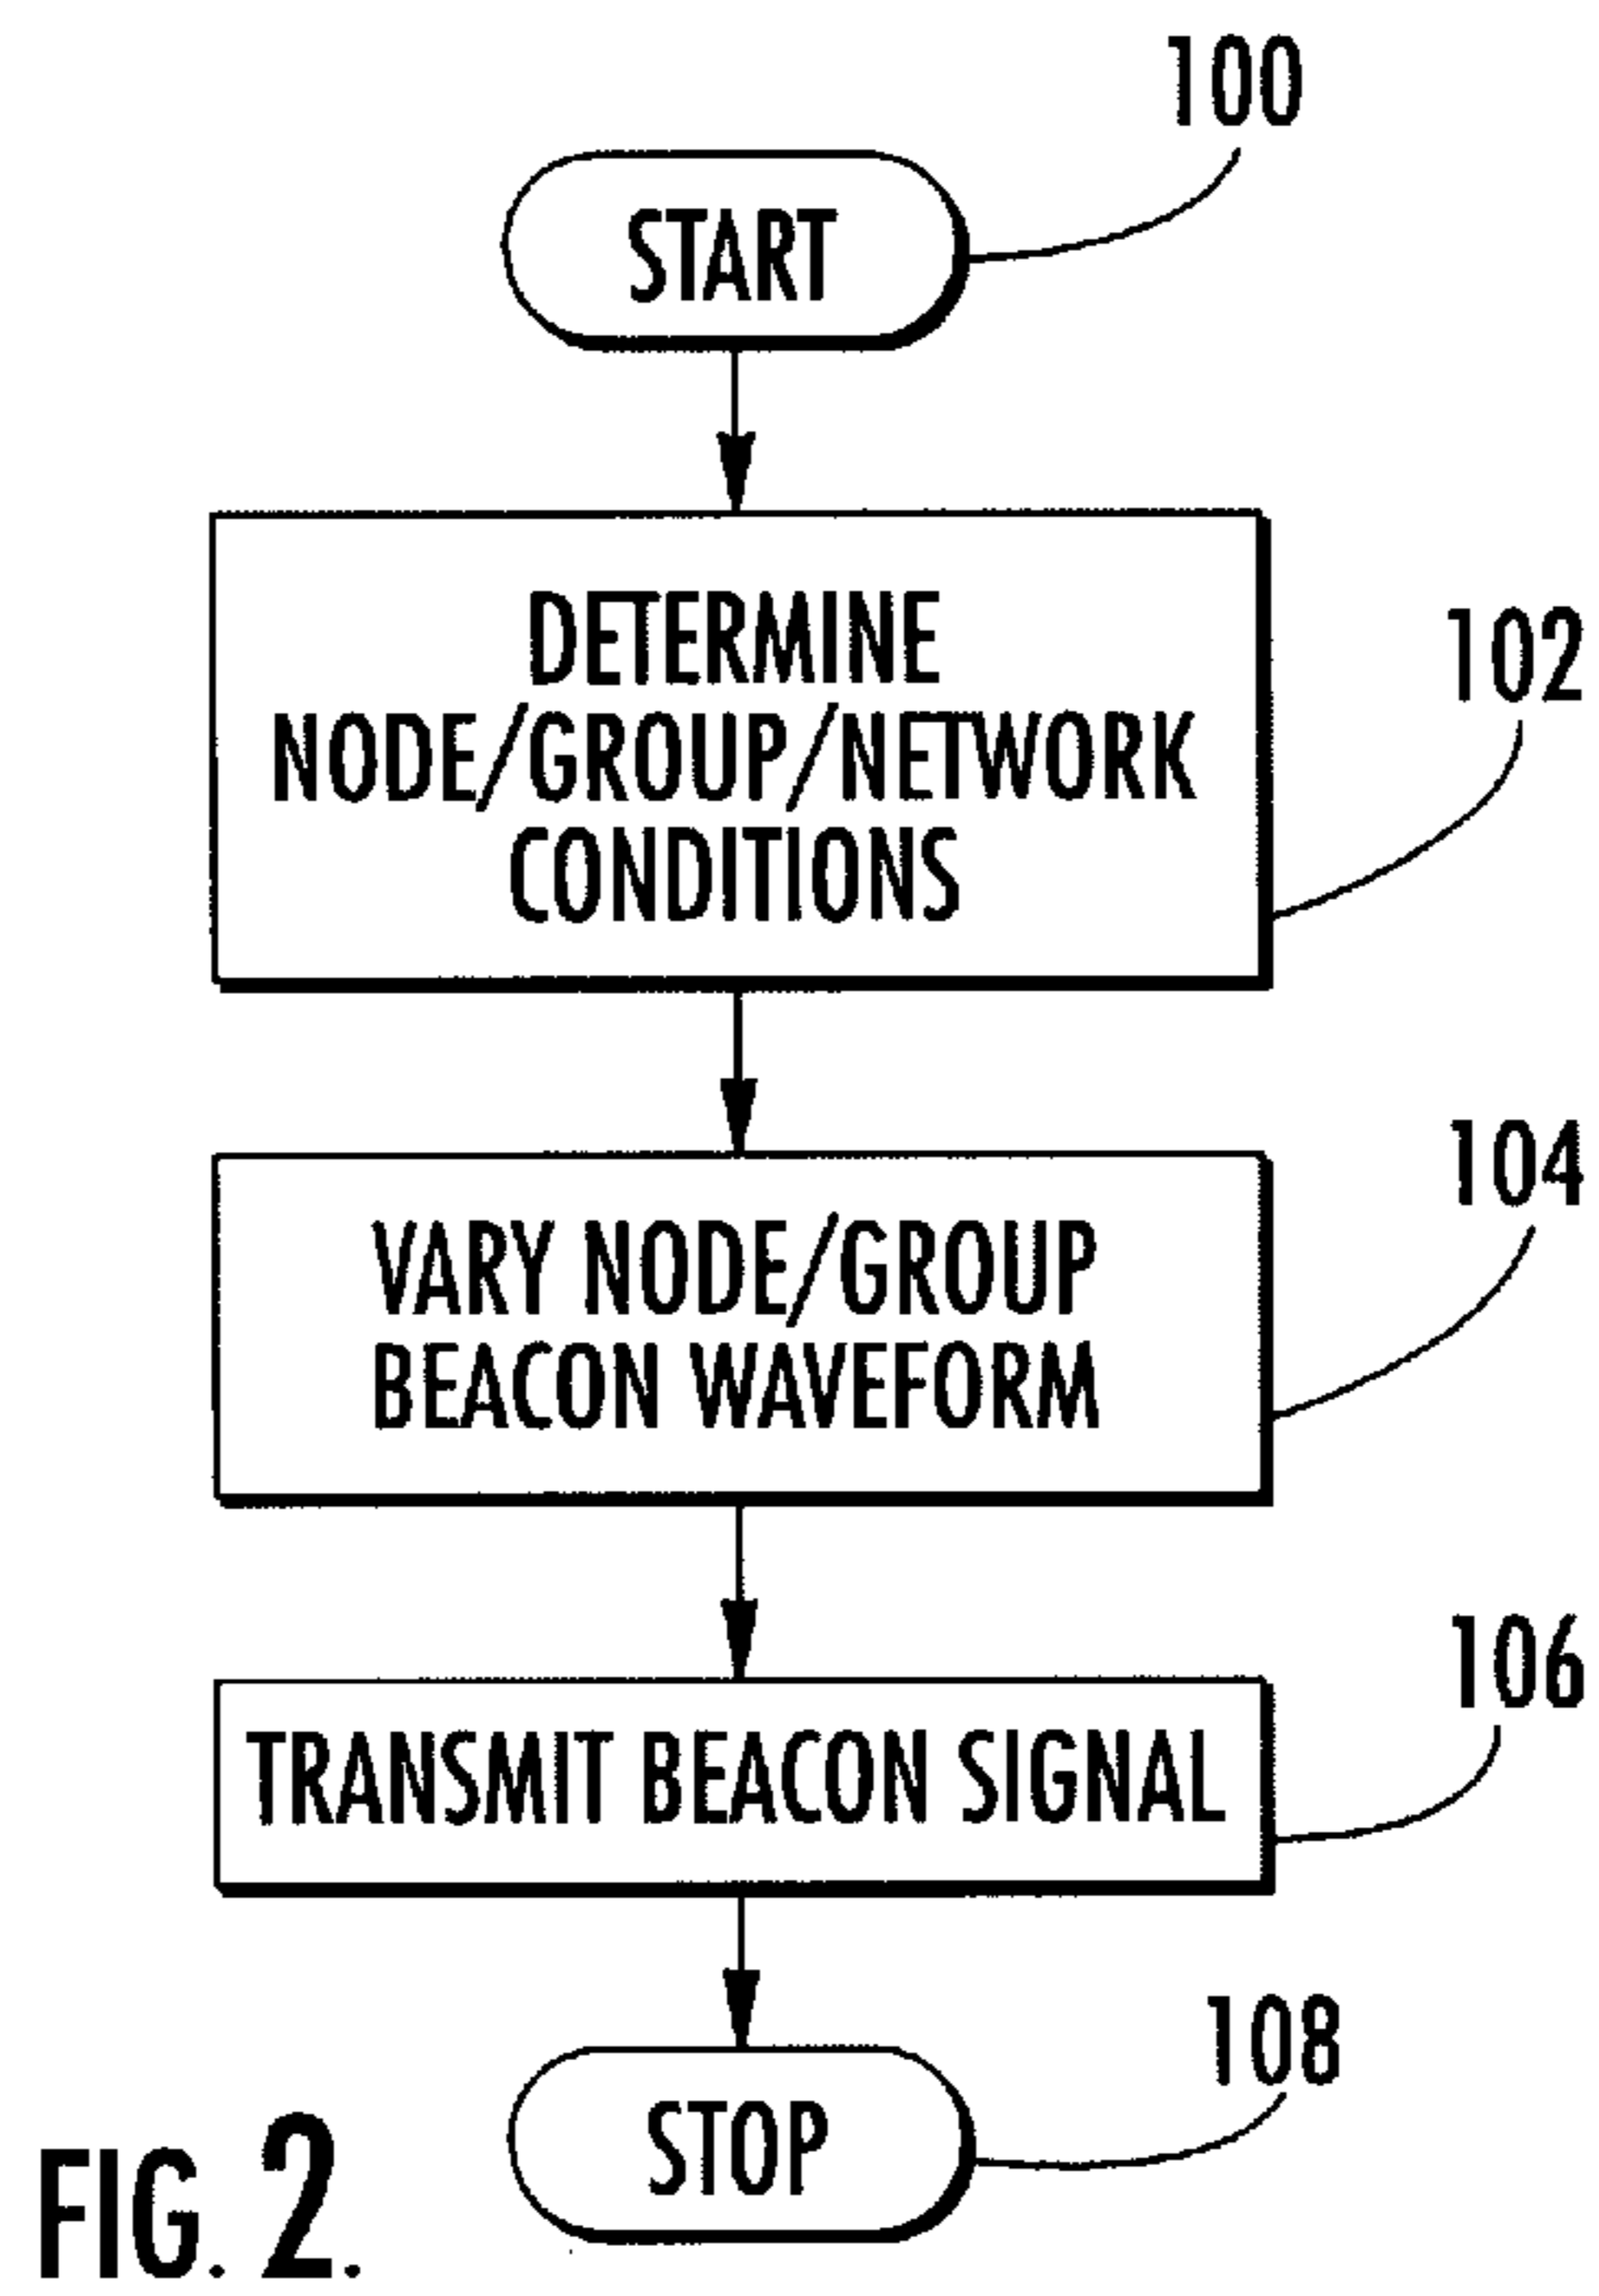 100
START
DETERMINE
NODE/GROUP/NETWORK
CONDITIONS
102
VARY NODE/GROUP
BEACON WAVEFORM
104
TRANSMIT BEACON SIGNAL
106
STOP
108
FIG. 2.